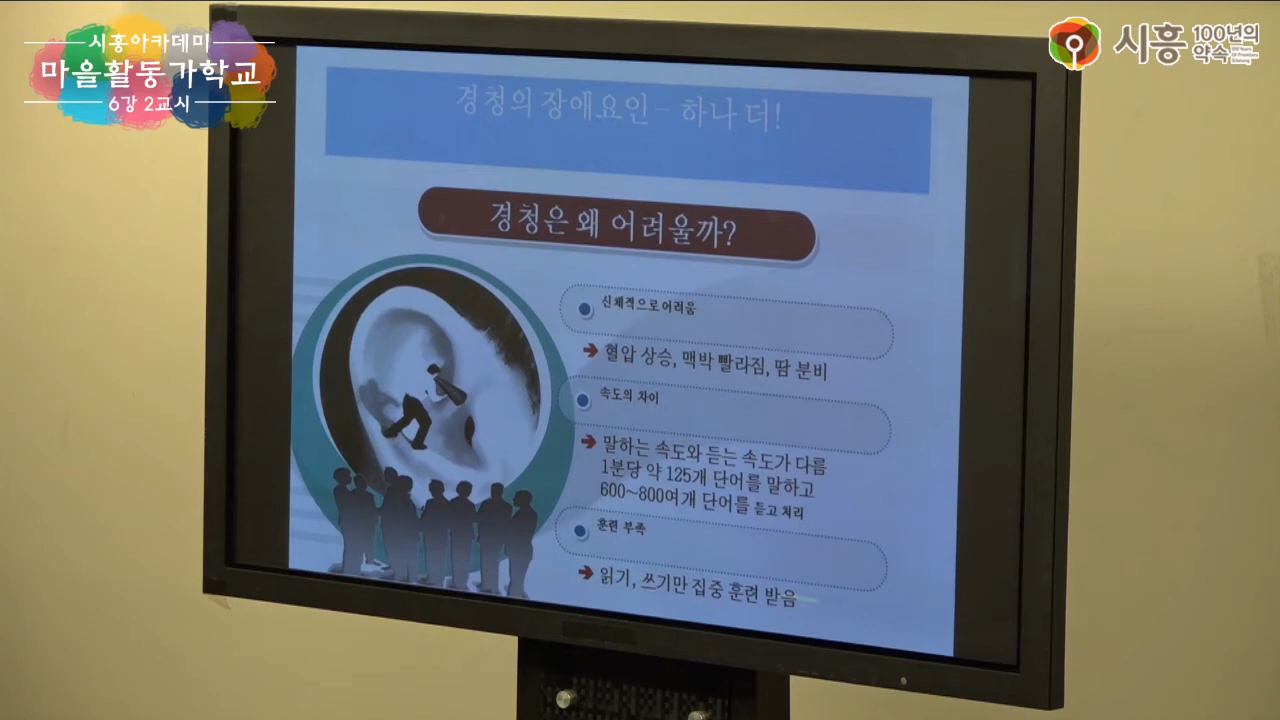 시흥아카데미
마을활동가학교
6강 2교시
시흥 100년의 약속
경청의 장애요인 - 하나 더!
경청은 왜 어려울까?
신체적으로 어려움
혈압 상승, 맥박 빨라짐, 땀 분비
속도의 차이
말하는 속도와 듣는 속도가 다름
1분당 약 125개 단어를 말하고
600~800여개 단어를 듣고 처리
훈련 부족
읽기, 쓰기만 집중 훈련 받음